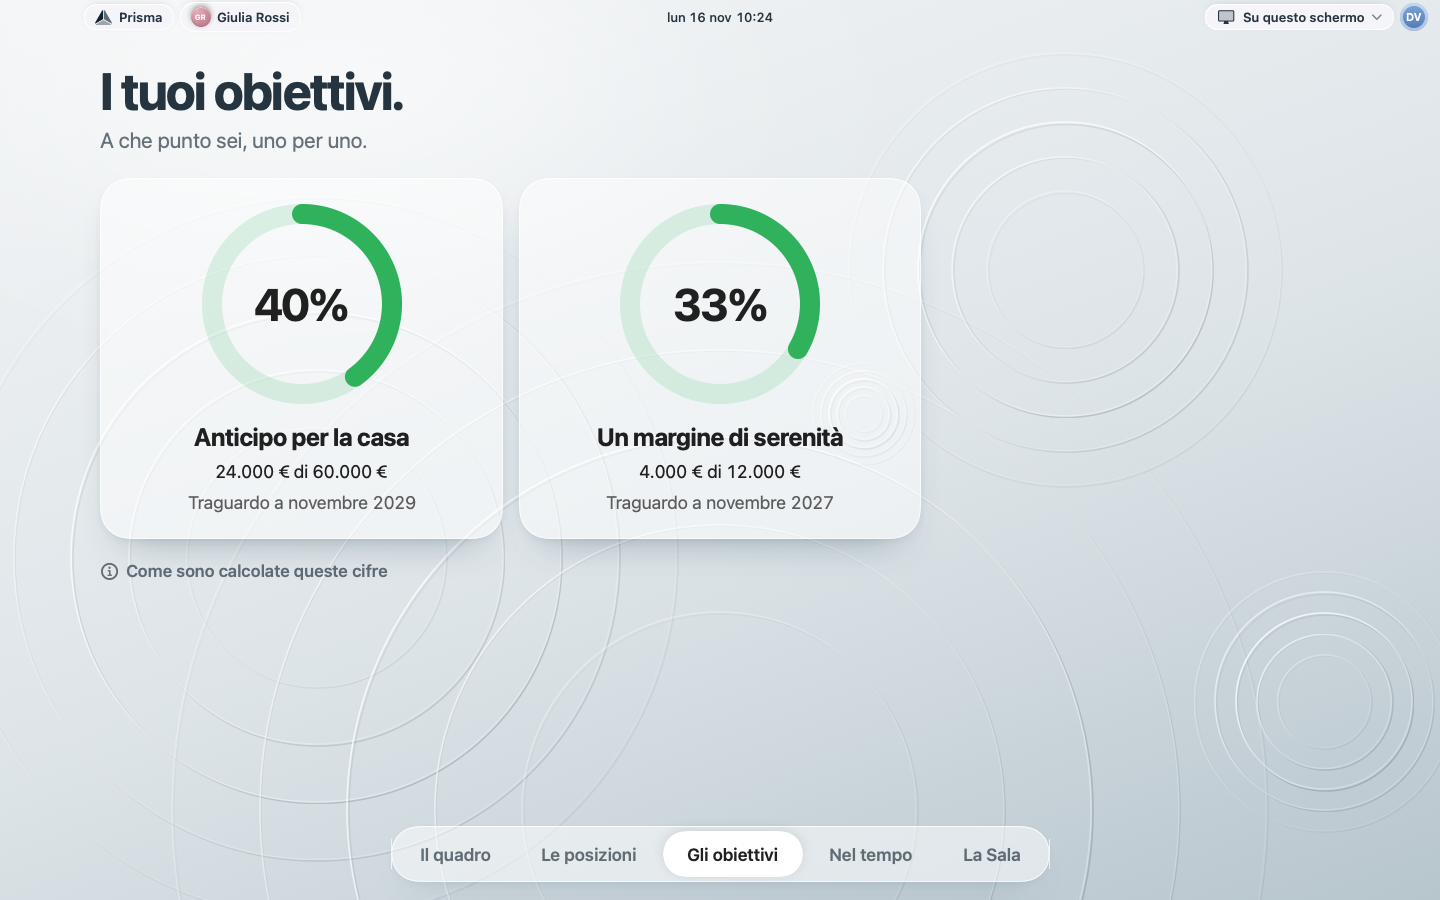 Prisma
GR Giulia Rossi
lun 16 nov 10:24
Su questo schermo
DV
I tuoi obiettivi.
A che punto sei, uno per uno.
40%
Anticipo per la casa
24.000 € di 60.000 €
Traguardo a novembre 2029
33%
Un margine di serenità
4.000 € di 12.000 €
Traguardo a novembre 2027
Come sono calcolate queste cifre
Il quadro
Le posizioni
Gli obiettivi
Nel tempo
La Sala